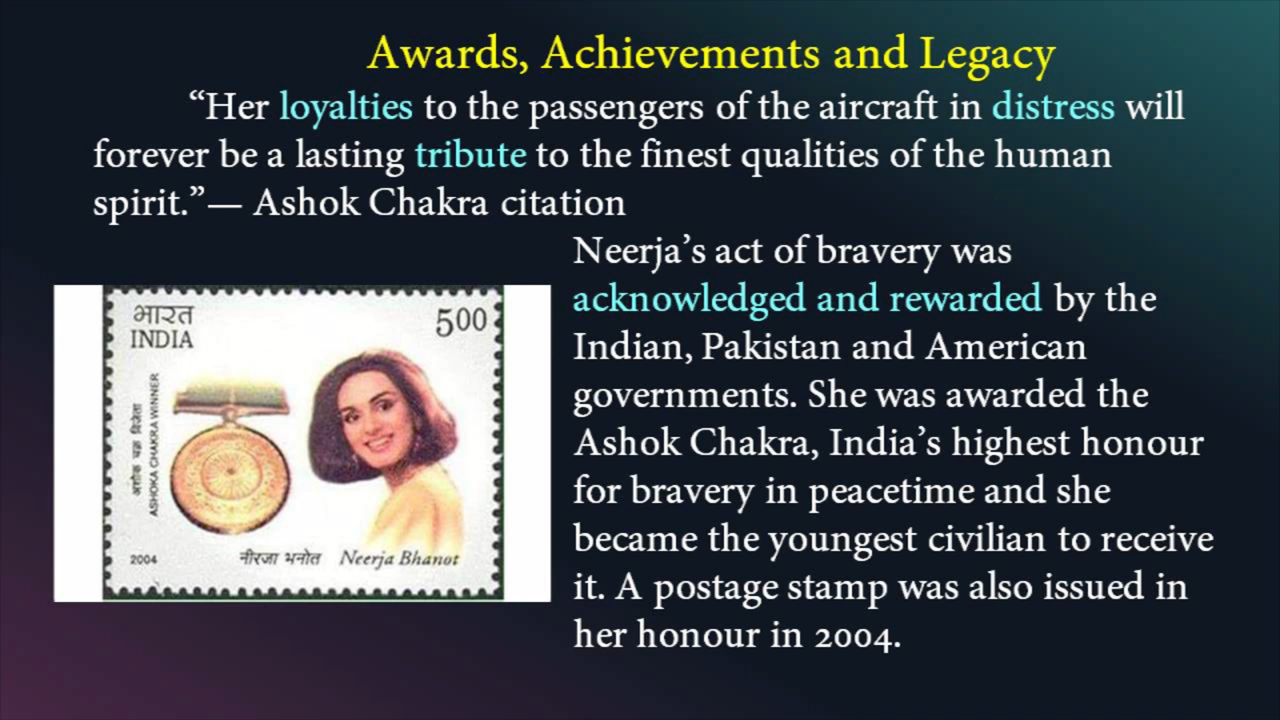 Awards, Achievements and Legacy
“Her loyalties to the passengers of the aircraft in distress will
forever be a lasting tribute to the finest qualities of the human
spirit.”— Ashok Chakra citation
Neerja’s act of bravery was
acknowledged and rewarded by the
Indian, Pakistan and American
governments. She was awarded the
Ashok Chakra, India’s highest honour
for bravery in peacetime and she
became the youngest civilian to receive
it. A postage stamp was also issued in
her honour in 2004.
भारत
INDIA
500
अशोक चक्र विजेता
ASHOKA CHAKRA WINNER
2004
नीरजा भनोत Neerja Bhanot